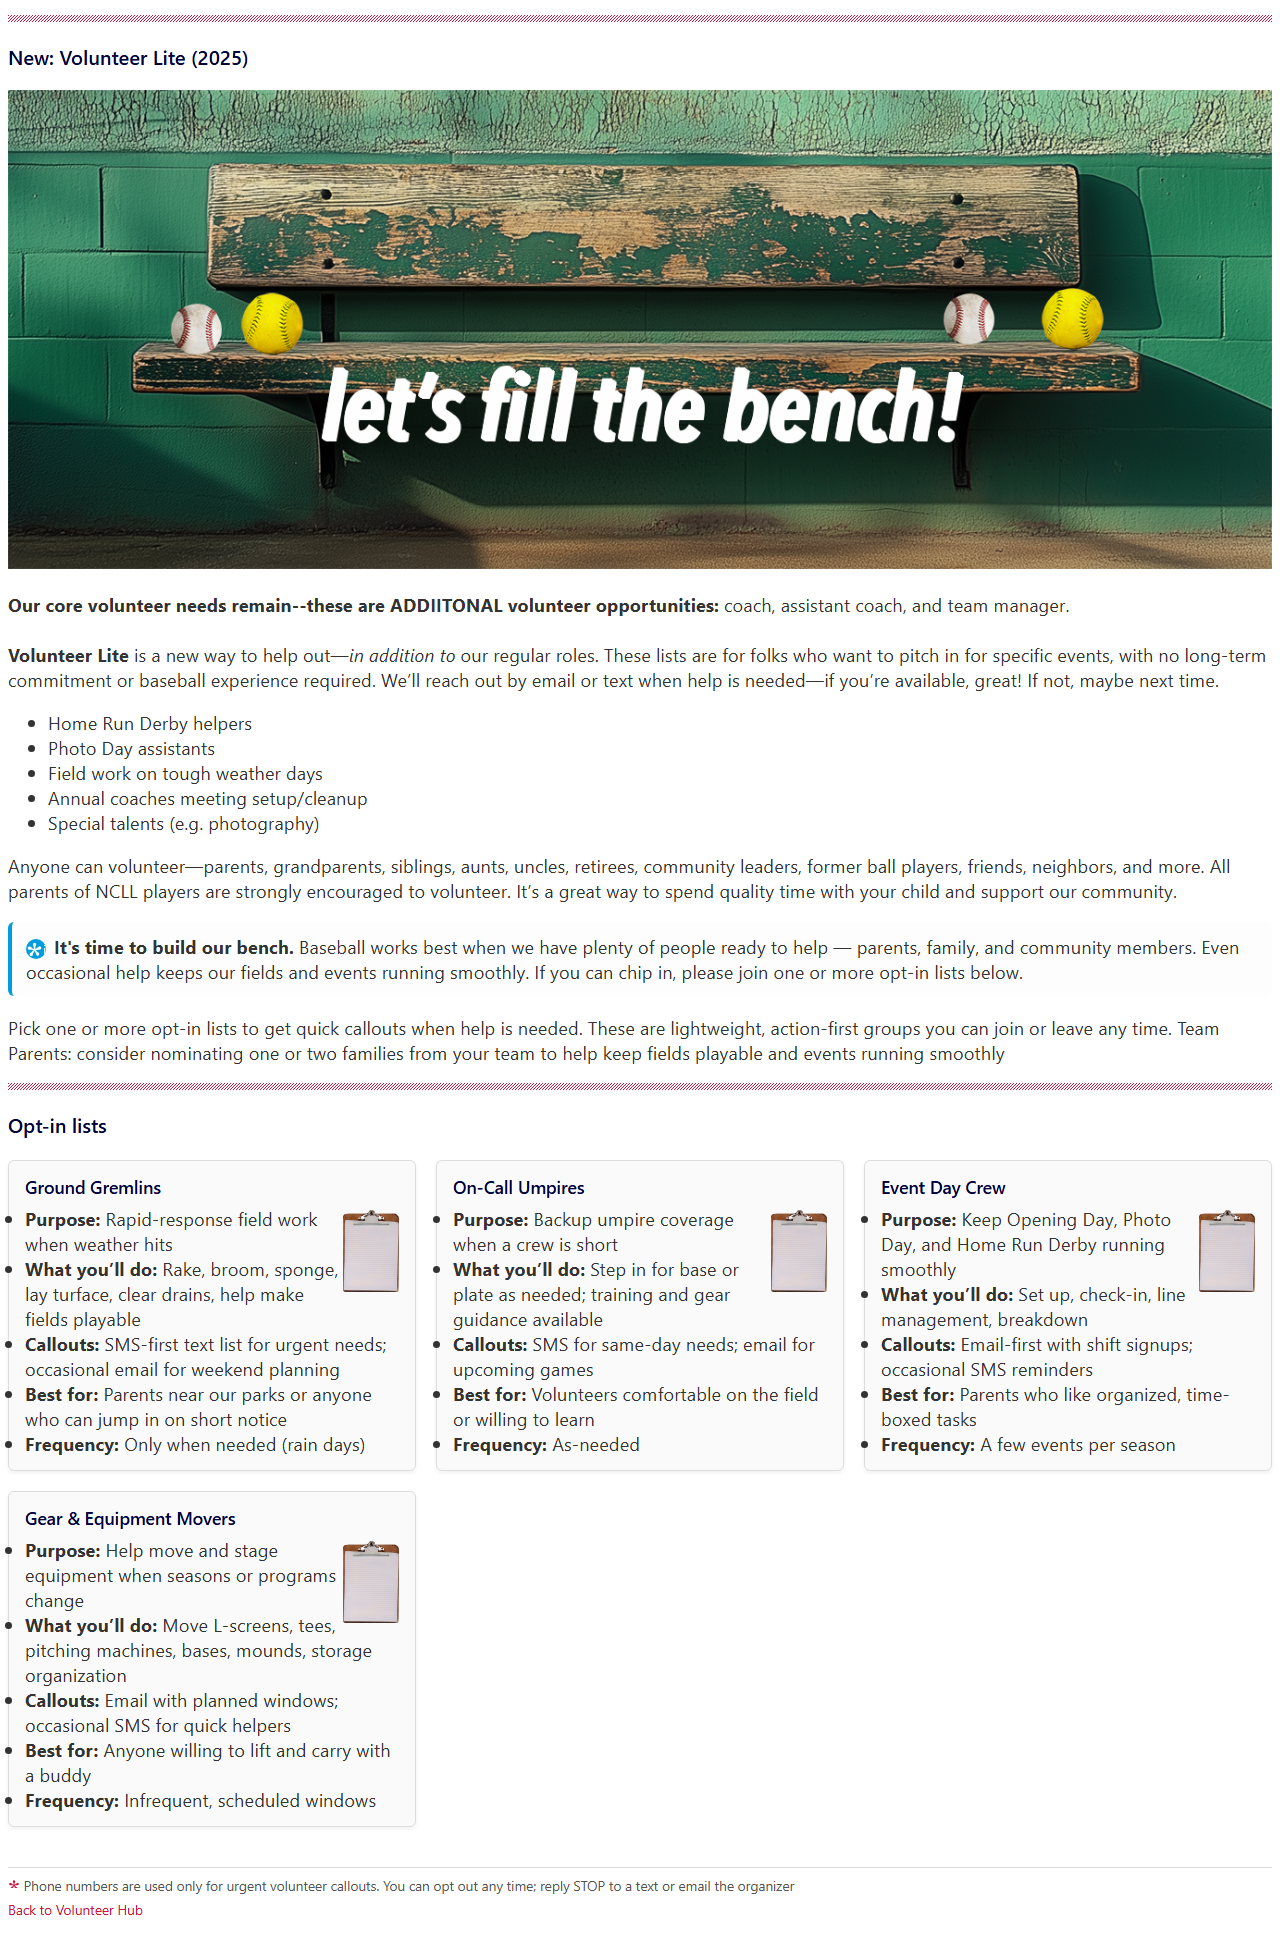 New: Volunteer Lite (2025)
let's fill the bench!
Our core volunteer needs remain--these are ADDIITONAL volunteer opportunities: coach, assistant coach, and team manager.
Volunteer Lite is a new way to help out—in addition to our regular roles. These lists are for folks who want to pitch in for specific events, with no long-term
commitment or baseball experience required. We’ll reach out by email or text when help is needed—if you’re available, great! If not, maybe next time.
• Home Run Derby helpers
• Photo Day assistants
• Field work on tough weather days
• Annual coaches meeting setup/cleanup
• Special talents (e.g. photography)
Anyone can volunteer—parents, grandparents, siblings, aunts, uncles, retirees, community leaders, former ball players, friends, neighbors, and more. All
parents of NCLL players are strongly encouraged to volunteer. It’s a great way to spend quality time with your child and support our community.
It's time to build our bench. Baseball works best when we have plenty of people ready to help — parents, family, and community members. Even
occasional help keeps our fields and events running smoothly. If you can chip in, please join one or more opt-in lists below.
Pick one or more opt-in lists to get quick callouts when help is needed. These are lightweight, action-first groups you can join or leave any time. Team
Parents: consider nominating one or two families from your team to help keep fields playable and events running smoothly
Opt-in lists
Ground Gremlins
• Purpose: Rapid-response field work
when weather hits
• What you’ll do: Rake, broom, sponge,
lay turface, clear drains, help make
fields playable
• Callouts: SMS-first text list for urgent needs;
occasional email for weekend planning
• Best for: Parents near our parks or anyone
who can jump in on short notice
• Frequency: Only when needed (rain days)
On-Call Umpires
• Purpose: Backup umpire coverage
when a crew is short
• What you’ll do: Step in for base or
plate as needed; training and gear
guidance available
• Callouts: SMS for same-day needs; email for
upcoming games
• Best for: Volunteers comfortable on the field
or willing to learn
• Frequency: As-needed
Event Day Crew
• Purpose: Keep Opening Day, Photo
Day, and Home Run Derby running
smoothly
• What you’ll do: Set up, check-in, line
management, breakdown
• Callouts: Email-first with shift signups;
occasional SMS reminders
• Best for: Parents who like organized, time-
boxed tasks
• Frequency: A few events per season
Gear & Equipment Movers
• Purpose: Help move and stage
equipment when seasons or programs
change
• What you’ll do: Move L-screens, tees,
pitching machines, bases, mounds, storage
organization
• Callouts: Email with planned windows;
occasional SMS for quick helpers
• Best for: Anyone willing to lift and carry with
a buddy
• Frequency: Infrequent, scheduled windows
* Phone numbers are used only for urgent volunteer callouts. You can opt out any time; reply STOP to a text or email the organizer
Back to Volunteer Hub